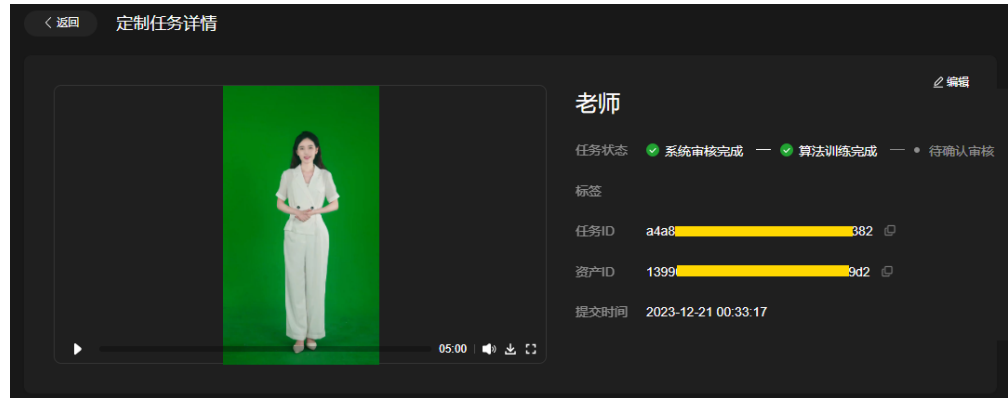 返回
定制任务详情
编辑
老师
任务状态 系统审核完成 算法训练完成 待确认审核
标签
任务ID a4a8 382
资产ID 1399 9d2
提交时间 2023-12-21 00:33:17
05:00